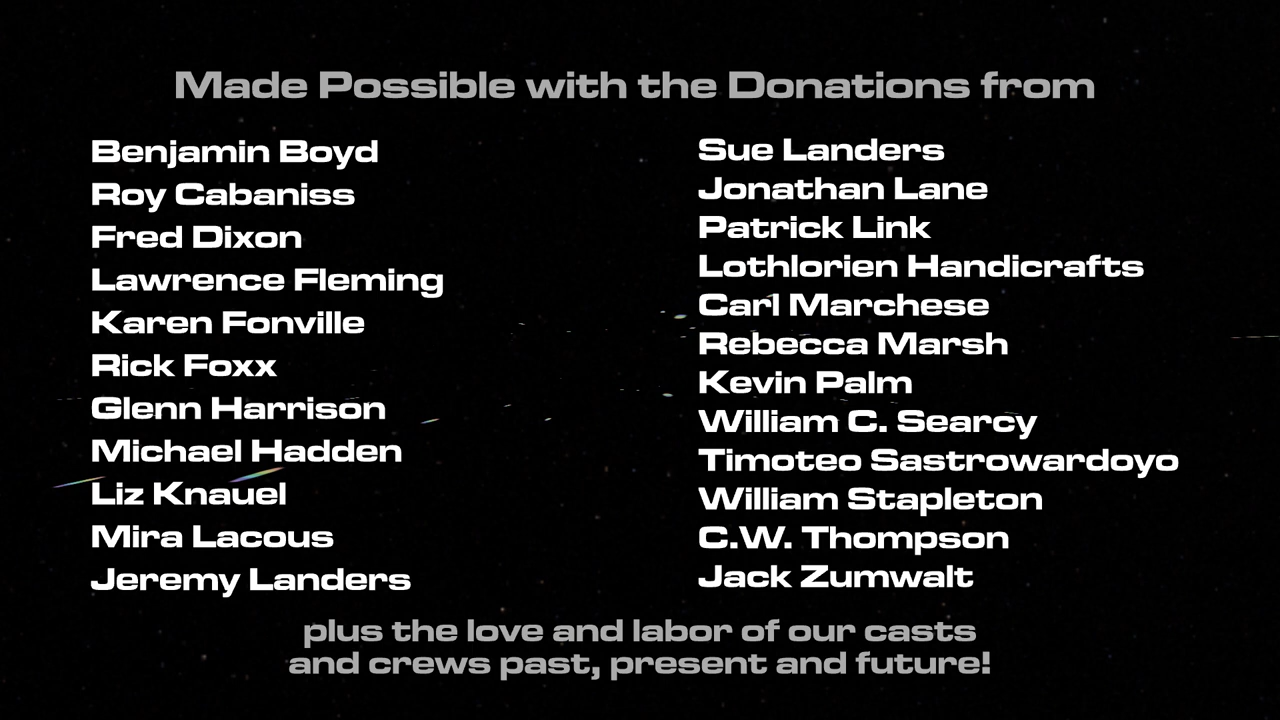 Made Possible with the Donations from
Benjamin Boyd
Roy Cabaniss
Fred Dixon
Lawrence Fleming
Karen Fonville
Rick Foxx
Glenn Harrison
Michael Hadden
Liz Knauel
Mira Lacous
Jeremy Landers
Sue Landers
Jonathan Lane
Patrick Link
Lothlorien Handicrafts
Carl Marchese
Rebecca Marsh
Kevin Palm
William C. Searcy
Timoteo Sastrowardoyo
William Stapleton
C.W. Thompson
Jack Zumwalt
plus the love and labor of our casts
and crews past, present and future!